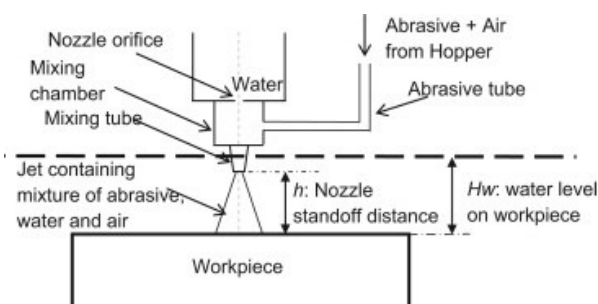 Nozzle orifice
Mixing
chamber
Mixing tube
Water
Abrasive + Air
from Hopper
Abrasive tube
Jet containing
mixture of abrasive,
water and air
h: Nozzle
standoff distance
Hw: water level
on workpiece
Workpiece